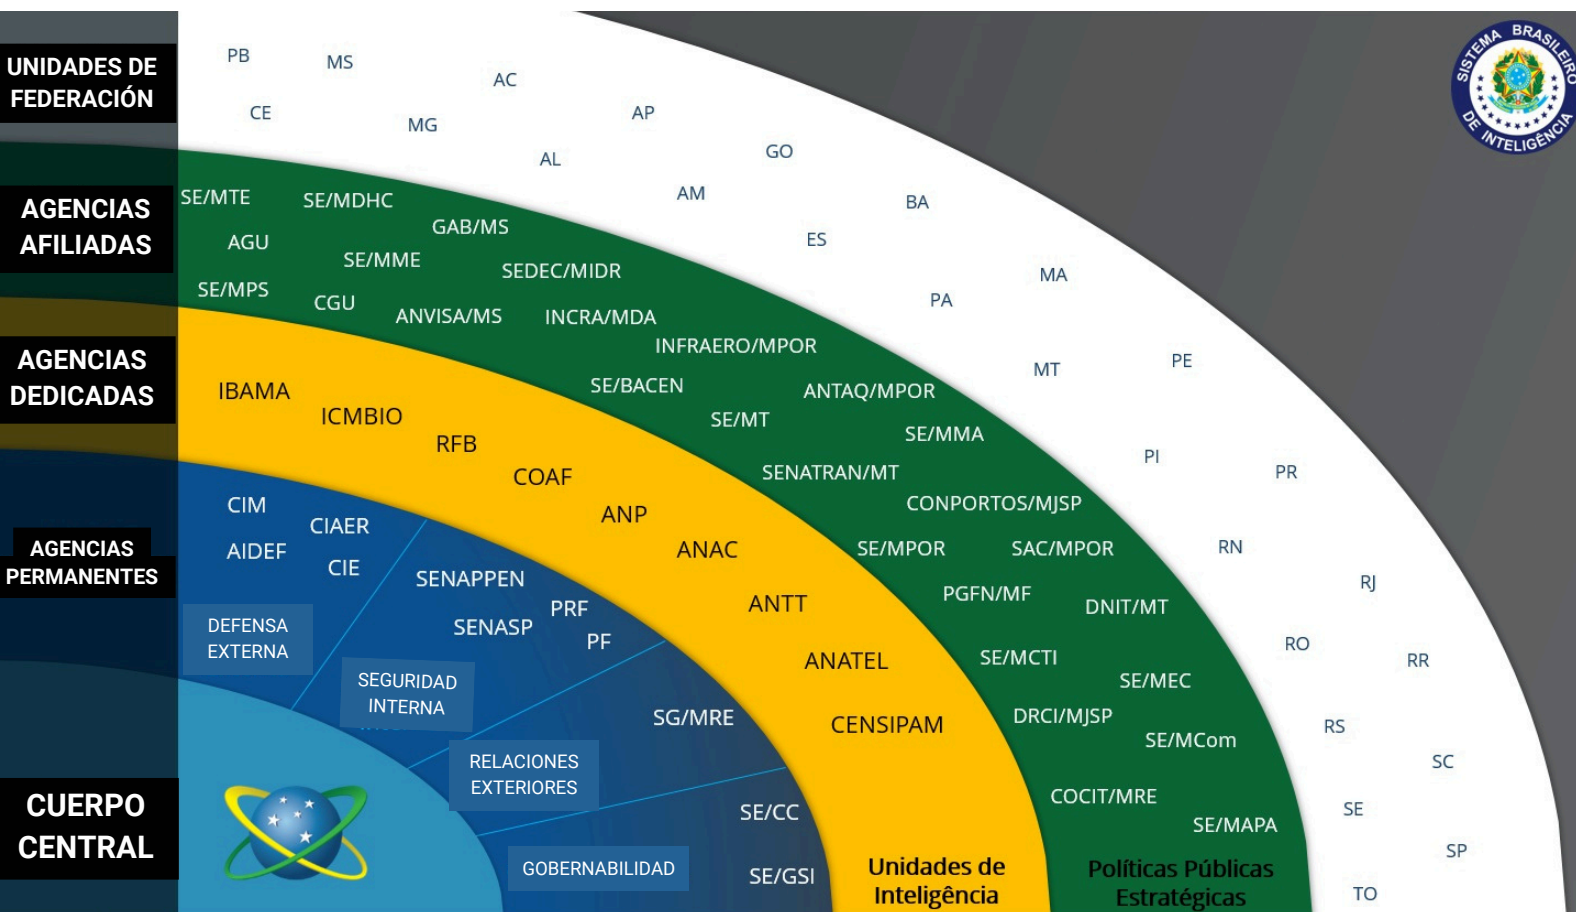 UNIDADES DE
FEDERACIÓN
PB
MS
AC
CE
MG
AP
AL
GO
AM
BA
ES
MA
PA
MT
PE
PI
PR
RN
RJ
RO
RR
RS
SC
SE
SP
TO
SISTEMA BRASILEIRO
DE INTELIGÊNCIA
AGENCIAS
AFILIADAS
SE/MTE
SE/MDHC
GAB/MS
AGU
SE/MME
SEDEC/MIDR
SE/MPS
CGU
ANVISA/MS
INCRA/MDA
INFRAERO/MPOR
SE/BACEN
ANTAQ/MPOR
SE/MT
SE/MMA
SENATRAN/MT
CONPORTOS/MJSP
SE/MPOR
SAC/MPOR
PGFN/MF
DNIT/MT
SE/MCTI
SE/MEC
DRCI/MJSP
SE/MCom
COCIT/MRE
SE/MAPA
Políticas Públicas
Estratégicas
AGENCIAS
DEDICADAS
IBAMA
ICMBIO
RFB
COAF
ANP
ANAC
ANTT
ANATEL
CENSIPAM
Unidades de
Inteligência
AGENCIAS
PERMANENTES
CIM
CIAER
AIDEF
CIE
DEFENSA
EXTERNA
SENAPPEN
PRF
SENASP
PF
SEGURIDAD
INTERNA
SG/MRE
RELACIONES
EXTERIORES
SE/CC
GOBERNABILIDAD
SE/GSI
CUERPO
CENTRAL